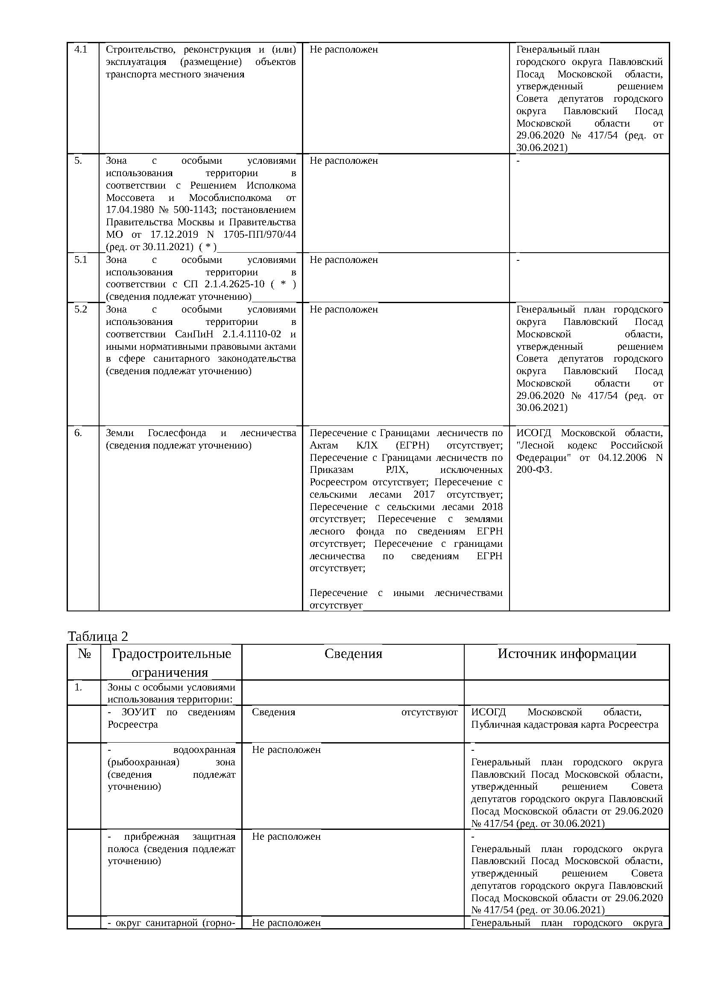 4.1
Строительство, реконструкция и (или)
эксплуатация (размещение) объектов
транспорта местного значения
Не расположен
Генеральный план
городского округа Павловский
Посад Московской области,
утвержденный решением
Совета депутатов городского
округа Павловский Посад
Московской области от
29.06.2020 № 417/54 (ред. от
30.06.2021)
5.
Зона с особыми условиями
использования территории в
соответствии с Решением Исполкома
Моссовета и Мособлисполкома от
17.04.1980 № 500-1143; постановлением
Правительства Москвы и Правительства
МО от 17.12.2019 N 1705-ПП/970/44
(ред. от 30.11.2021) ( * )
Не расположен
-
5.1
Зона с особыми условиями
использования территории в
соответствии с СП 2.1.4.2625-10 ( * )
(сведения подлежат уточнению)
Не расположен
-
5.2
Зона с особыми условиями
использования территории в
соответствии СанПиН 2.1.4.1110-02 и
иными нормативными правовыми актами
в сфере санитарного законодательства
(сведения подлежат уточнению)
Не расположен
Генеральный план городского
округа Павловский Посад
Московской области,
утвержденный решением
Совета депутатов городского
округа Павловский Посад
Московской области от
29.06.2020 № 417/54 (ред. от
30.06.2021)
6.
Земли Гослесфонда и лесничества
(сведения подлежат уточнению)
Пересечение с Границами лесничеств по
Актам КЛХ (ЕГРН) отсутствует;
Пересечение с Границами лесничеств по
Приказам РЛХ, исключенных
Росреестром отсутствует; Пересечение с
сельскими лесами 2017 отсутствует;
Пересечение с сельскими лесами 2018
отсутствует; Пересечение с землями
лесного фонда по сведениям ЕГРН
отсутствует; Пересечение с границами
лесничества по сведениям ЕГРН
отсутствует;
Пересечение с иными лесничествами
отсутствует
ИСОГД Московской области,
"Лесной кодекс Российской
Федерации" от 04.12.2006 N
200-ФЗ.
Таблица 2
№
Градостроительные
ограничения
Сведения
Источник информации
1.
Зоны с особыми условиями
использования территории:
- ЗОУИТ по сведениям
Росреестра
Сведения отсутствуют
ИСОГД Московской области,
Публичная кадастровая карта Росреестра
- водоохранная
(рыбоохранная) зона
(сведения подлежат
уточнению)
Не расположен
-
Генеральный план городского округа
Павловский Посад Московской области,
утвержденный решением Совета
депутатов городского округа Павловский
Посад Московской области от 29.06.2020
№ 417/54 (ред. от 30.06.2021)
- прибрежная защитная
полоса (сведения подлежат
уточнению)
Не расположен
-
Генеральный план городского округа
Павловский Посад Московской области,
утвержденный решением Совета
депутатов городского округа Павловский
Посад Московской области от 29.06.2020
№ 417/54 (ред. от 30.06.2021)
- округ санитарной (горно-
Не расположен
Генеральный план городского округа